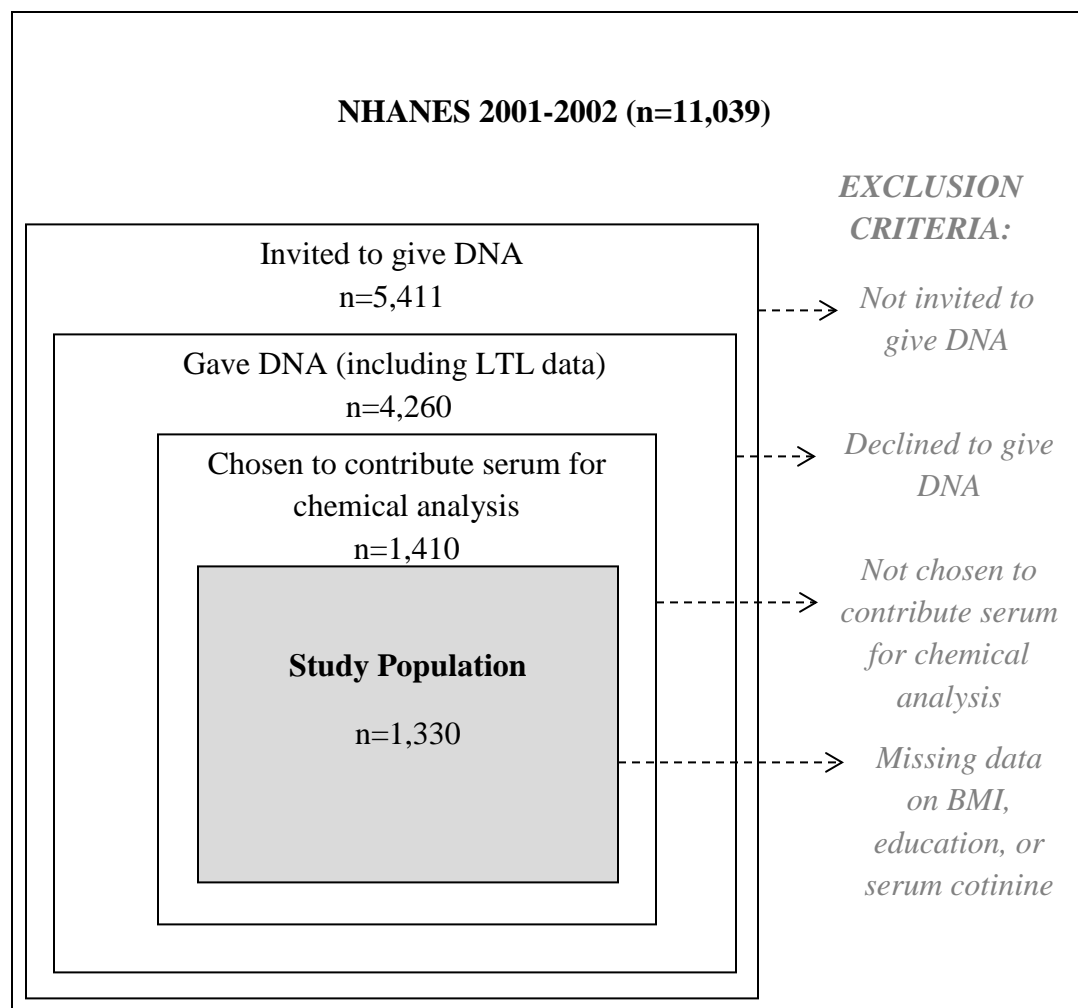 NHANES 2001-2002 (n=11,039)
EXCLUSION
CRITERIA:
Invited to give DNA
n=5,411
Not invited to
give DNA
Gave DNA (including LTL data)
n=4,260
Declined to give
DNA
Chosen to contribute serum for
chemical analysis
n=1,410
Not chosen to
contribute serum
for chemical
analysis
Study Population
n=1,330
Missing data
on BMI,
education, or
serum cotinine